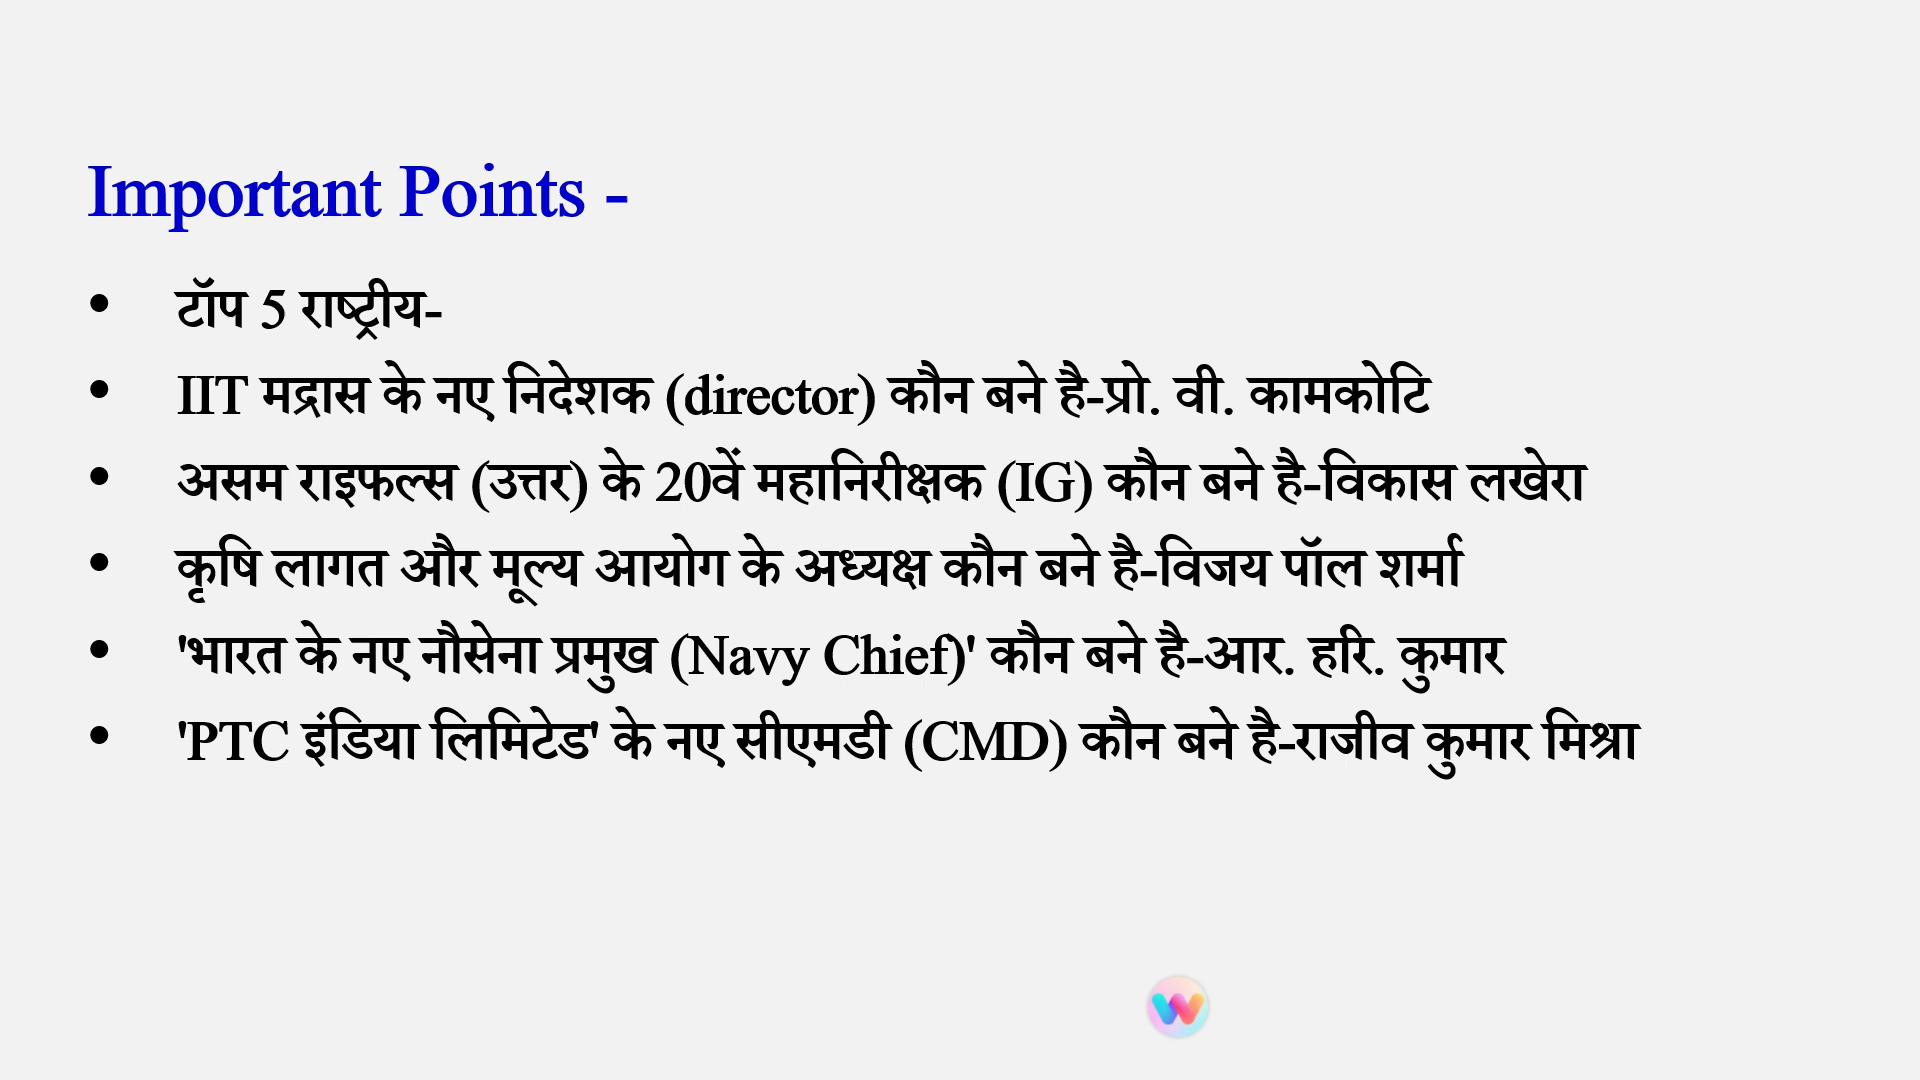 Important Points -
• टॉप 5 राष्ट्रीय-
• IIT मद्रास के नए निदेशक (director) कौन बने है-प्रो. वी. कामकोटि
• असम राइफल्स (उत्तर) के 20वें महानिरीक्षक (IG) कौन बने है-विकास लखेरा
• कृषि लागत और मूल्य आयोग के अध्यक्ष कौन बने है-विजय पॉल शर्मा
• 'भारत के नए नौसेना प्रमुख (Navy Chief)' कौन बने है-आर. हरि. कुमार
• 'PTC इंडिया लिमिटेड' के नए सीएमडी (CMD) कौन बने है-राजीव कुमार मिश्रा